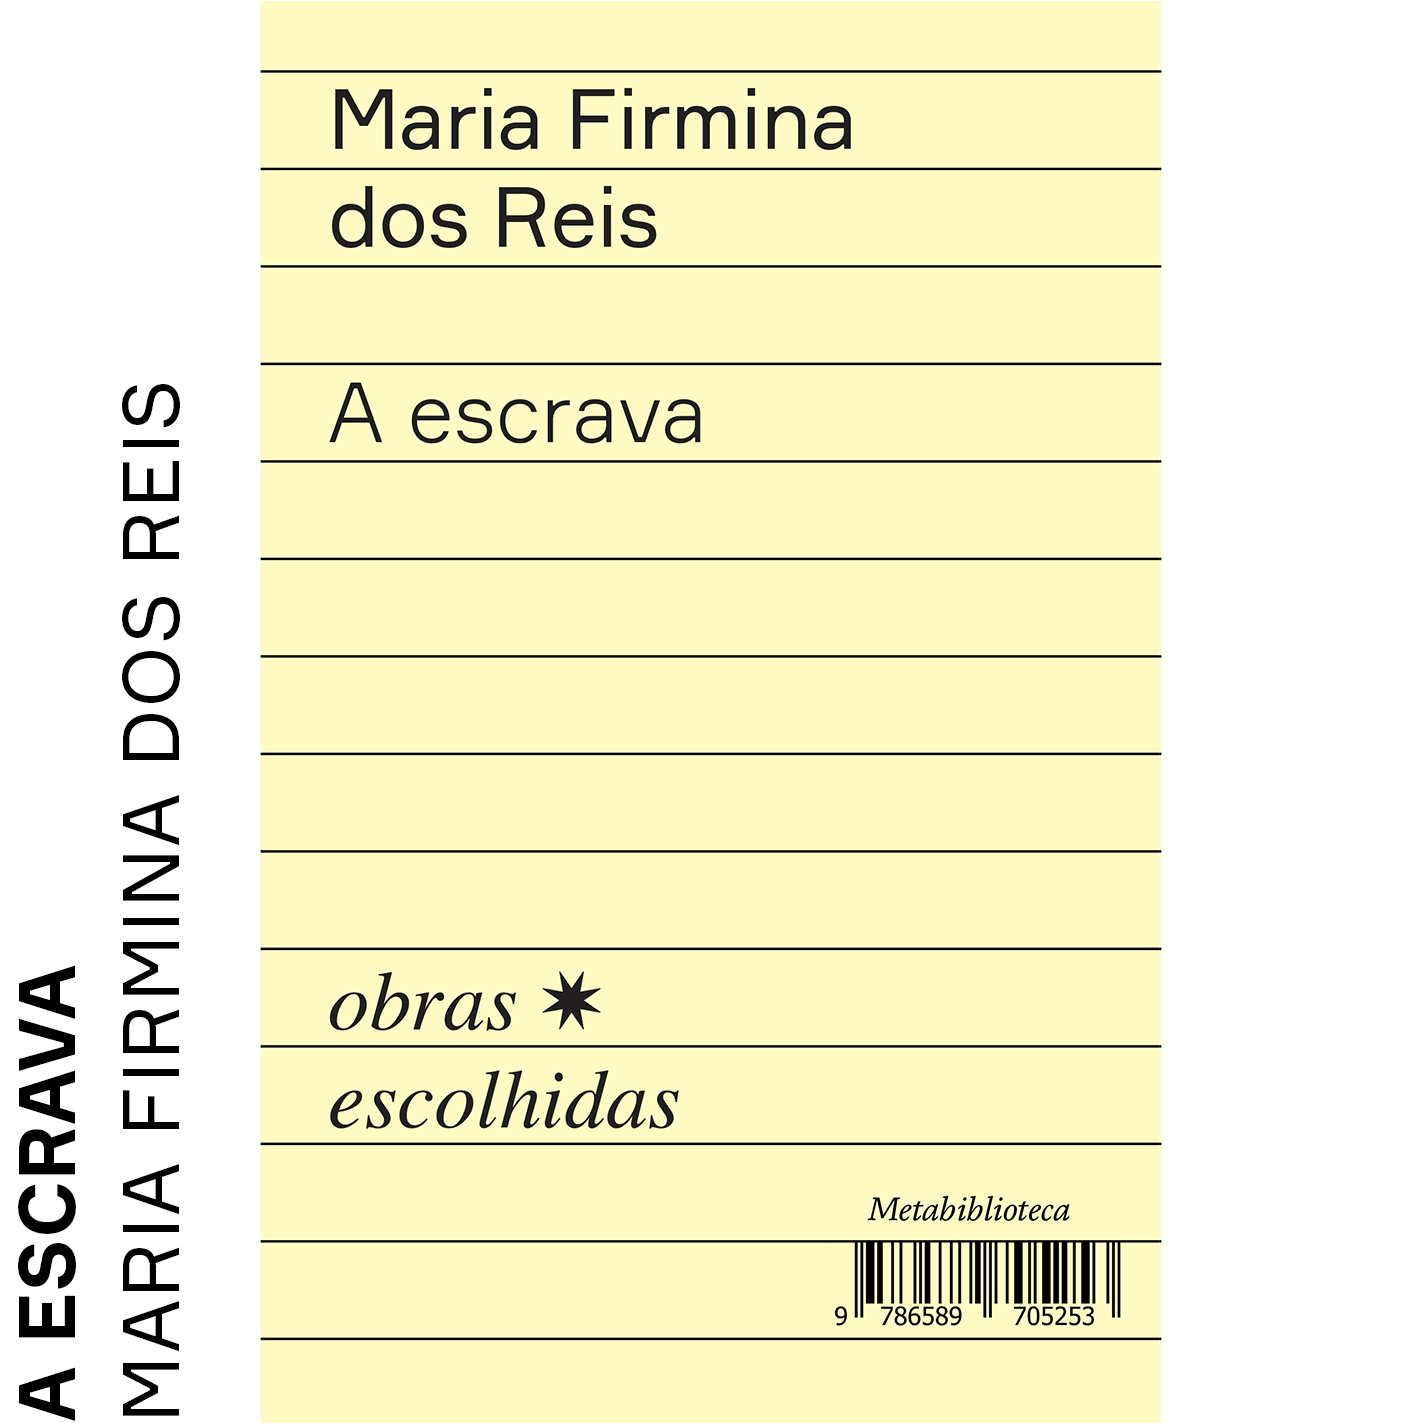 A ESCRAVA
MARIA FIRMINA DOS REIS
Maria Firmina
dos Reis
A escrava
obras ✷
escolhidas
Metabiblioteca
9 786589 705253